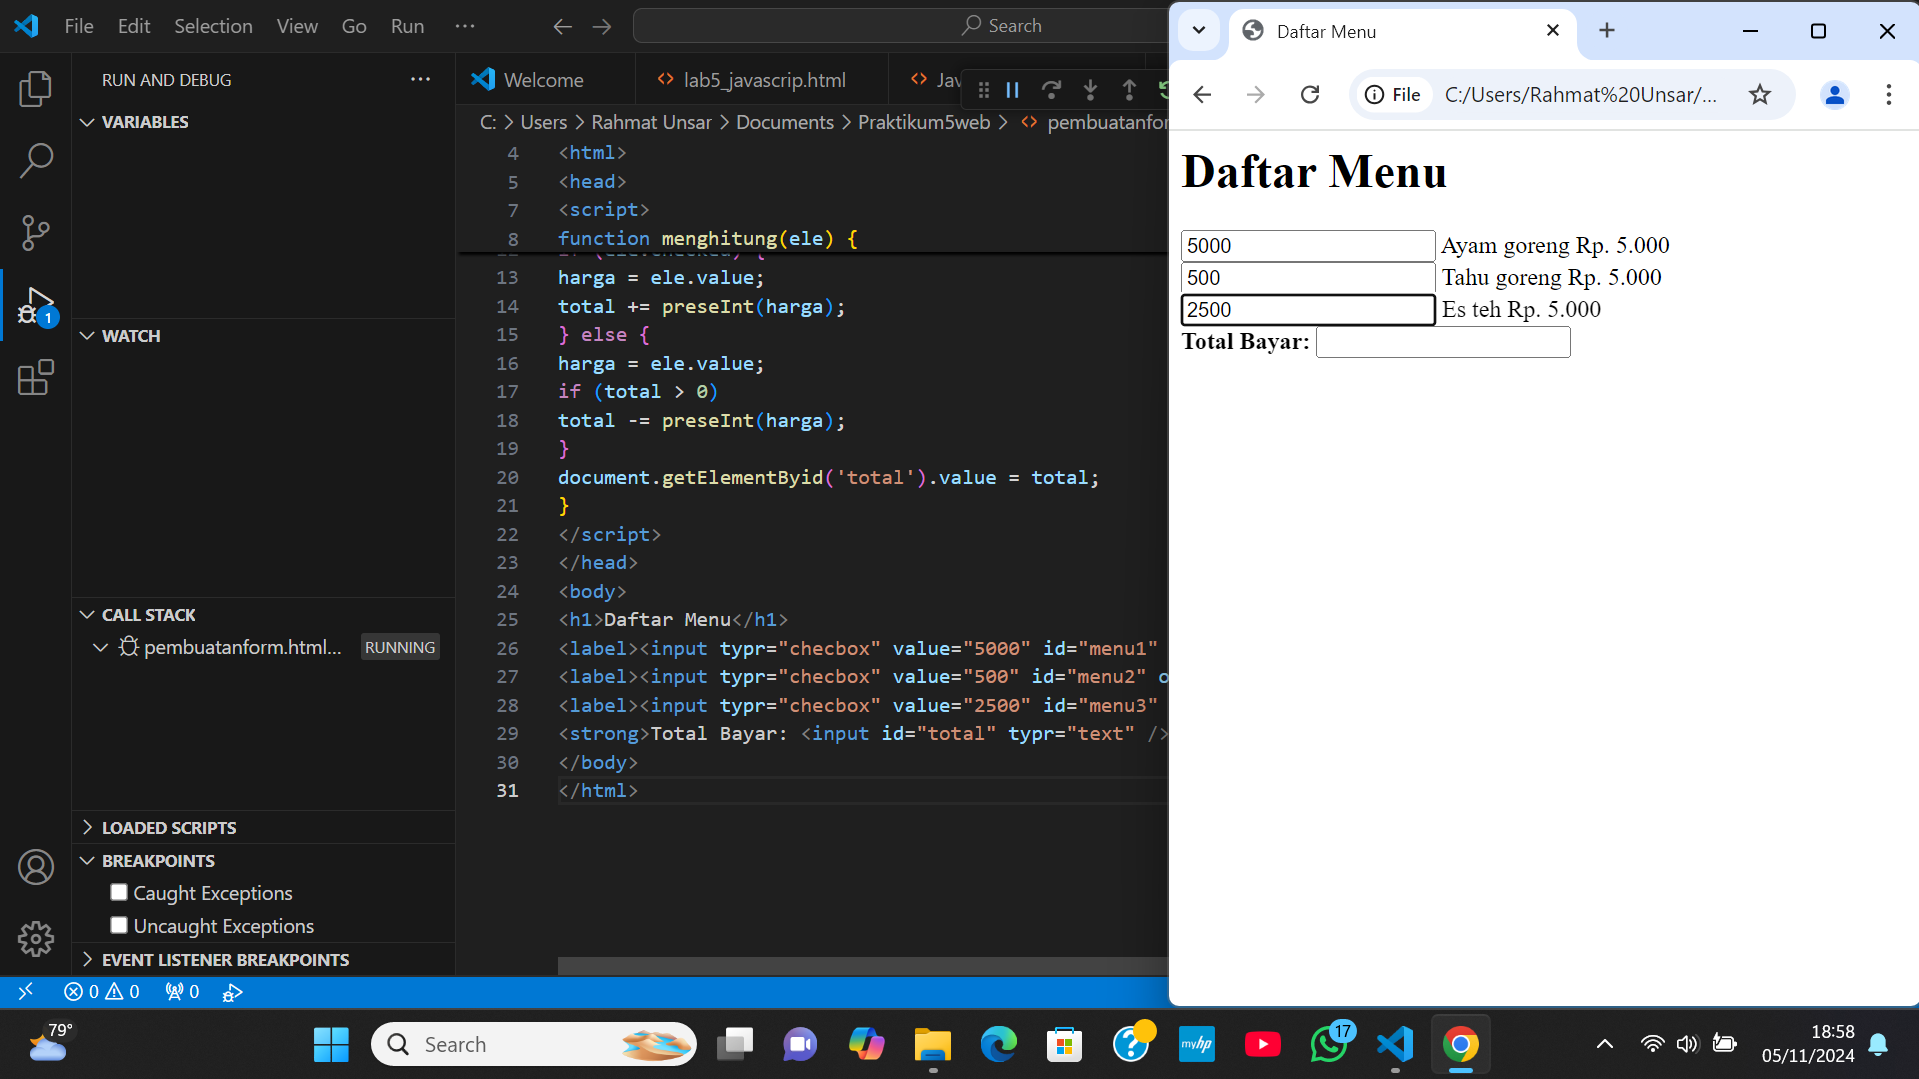 File Edit Selection View Go Run ··· Search
RUN AND DEBUG ···
VARIABLES
WATCH
CALL STACK
pembuatanform.html... RUNNING
LOADED SCRIPTS
BREAKPOINTS
Caught Exceptions
Uncaught Exceptions
EVENT LISTENER BREAKPOINTS
1
Welcome lab5_javascrip.html Jav
C: > Users > Rahmat Unsar > Documents > Praktikum5web > pembuatanfor
4 <html>
5 <head>
7 <script>
8 function menghitung(ele) {
13 harga = ele.value;
14 total += preseInt(harga);
15 } else {
16 harga = ele.value;
17 if (total > 0)
18 total -= preseInt(harga);
19 }
20 document.getElementByid('total').value = total;
21 }
22 </script>
23 </head>
24 <body>
25 <h1>Daftar Menu</h1>
26 <label><input typr="checbox" value="5000" id="menu1"
27 <label><input typr="checbox" value="500" id="menu2" o
28 <label><input typr="checbox" value="2500" id="menu3"
29 <strong>Total Bayar: <input id="total" typr="text" />
30 </body>
31 </html>
0 0 0
Daftar Menu
File C:/Users/Rahmat%20Unsar/...
Daftar Menu
5000 Ayam goreng Rp. 5.000
500 Tahu goreng Rp. 5.000
2500 Es teh Rp. 5.000
Total Bayar:
79°
Search
myhp
17
18:58
05/11/2024